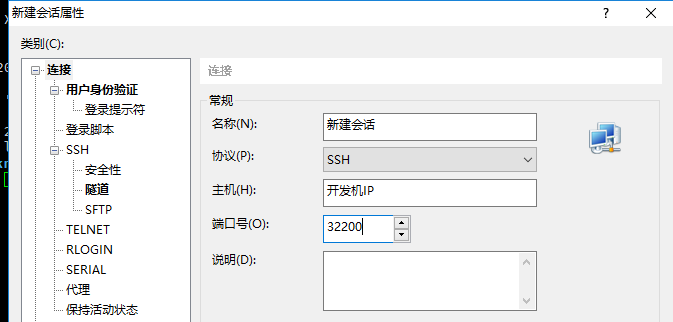 新建会话属性
?
类别(C):
连接
用户身份验证
登录提示符
登录脚本
SSH
安全性
隧道
SFTP
TELNET
RLOGIN
SERIAL
代理
保持活动状态
连接
常规
名称(N): 新建会话
协议(P): SSH
主机(H): 开发机IP
端口号(O): 32200
说明(D):